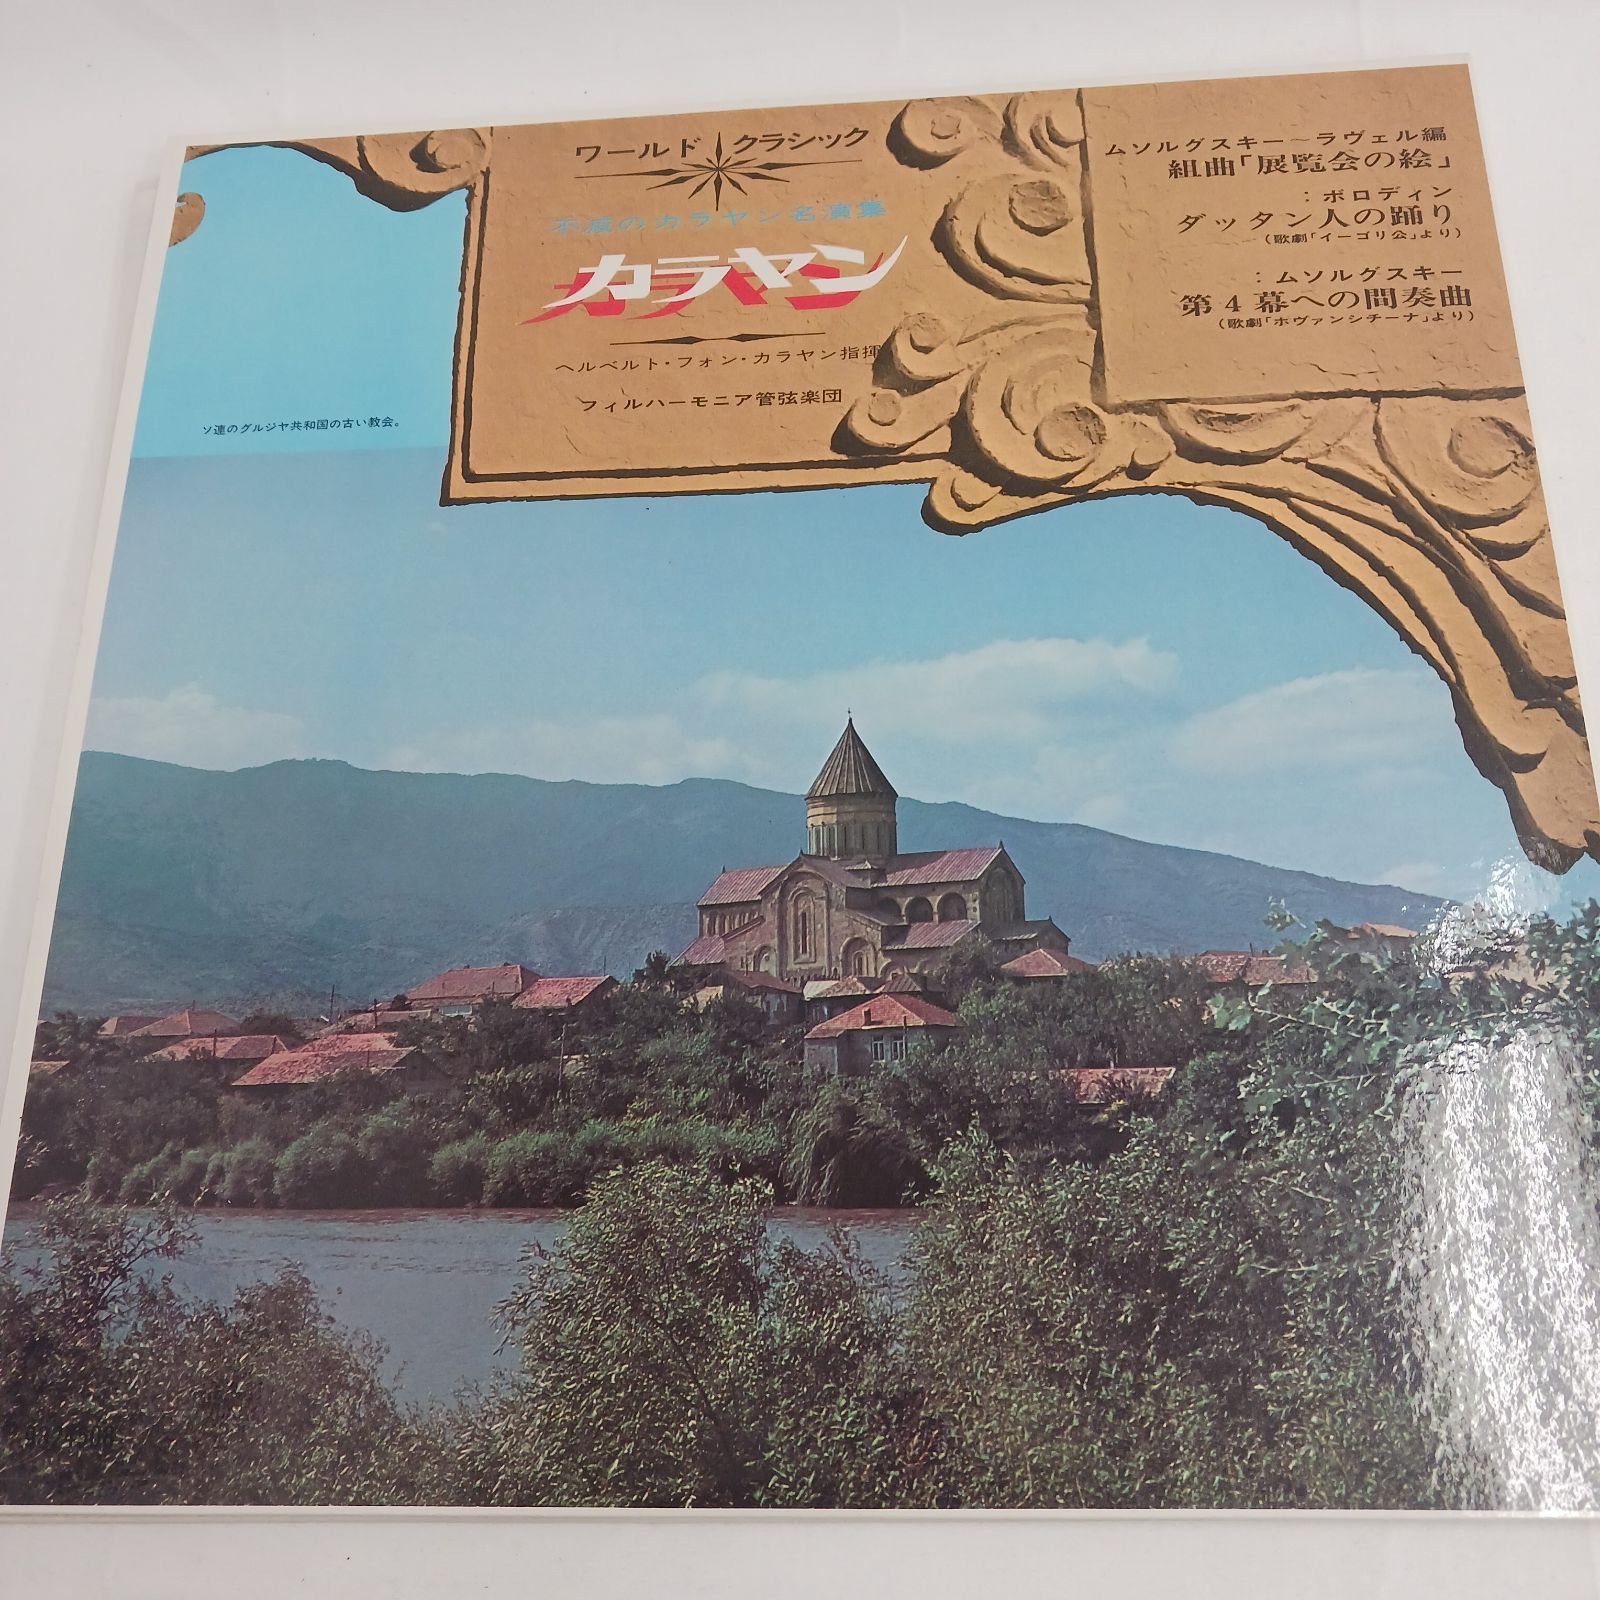 ワールド クラシック
不滅のカラヤン名演集
カラヤン
ヘルベルト・フォン・カラヤン指揮
フィルハーモニア管弦楽団
ムソルグスキー～ラヴェル編
組曲「展覧会の絵」
:ボロディン
ダッタン人の踊り
(歌劇「イーゴリ公」より)
:ムソルグスキー
第4幕への間奏曲
(歌劇「ホヴァンシチーナ」より)
ソ連のグルジヤ共和国の古い教会。